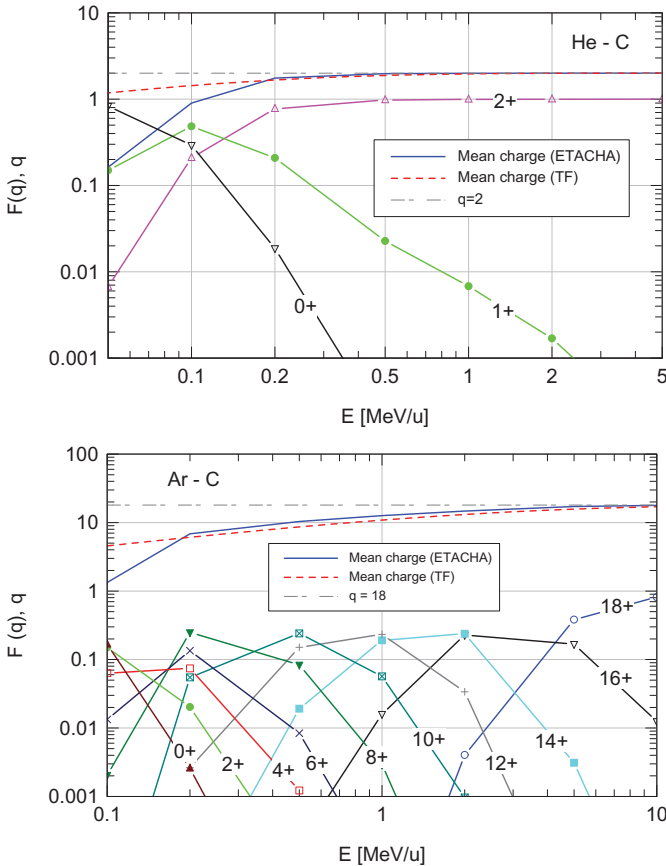 He - C
10
1
0.1
0.01
0.001
F(q), q
2+
Mean charge (ETACHA)
Mean charge (TF)
q=2
0+
1+
0.1
0.2
0.5
1
2
5
E [MeV/u]
Ar - C
100
10
1
0.1
0.01
0.001
F (q), q
Mean charge (ETACHA)
Mean charge (TF)
q = 18
18+
16+
14+
12+
10+
8+
6+
4+
2+
0+
0.1
1
10
E [MeV/u]